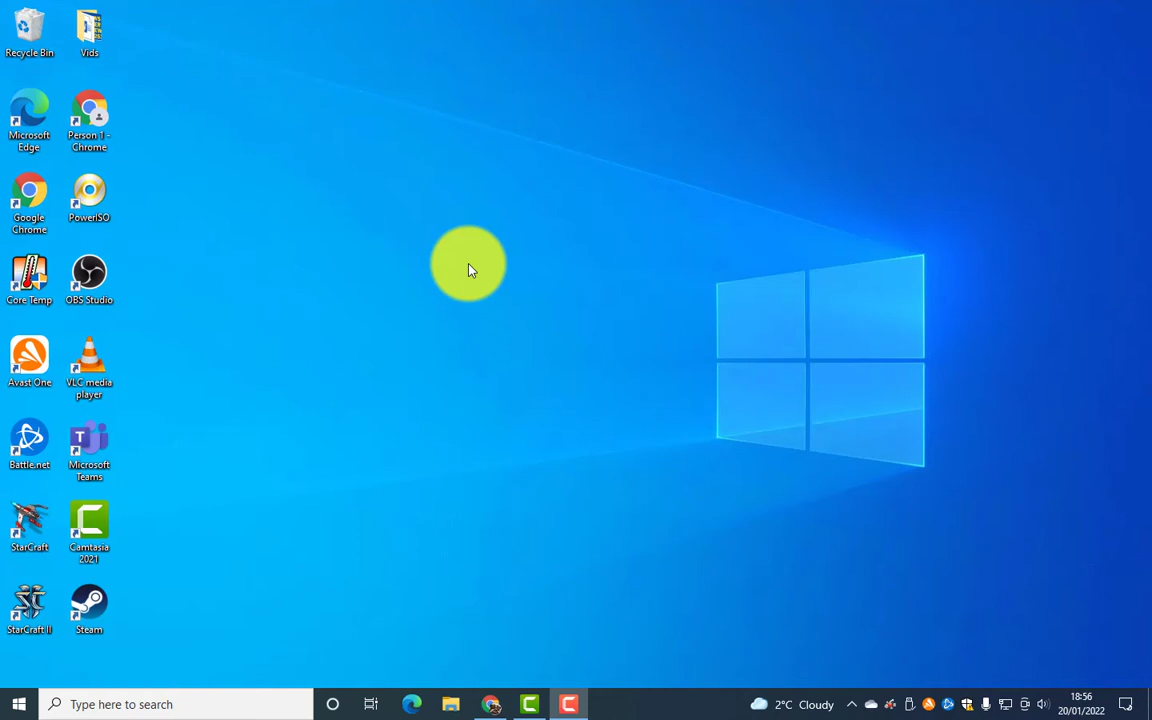 Recycle Bin
Vids
Microsoft
Edge
Person 1 -
Chrome
Google
Chrome
PowerISO
Core Temp
OBS Studio
Avast One
VLC media
player
Battle.net
Microsoft
Teams
StarCraft
Camtasia
2021
StarCraft II
Steam
Type here to search
2°C Cloudy
18:56
20/01/2022